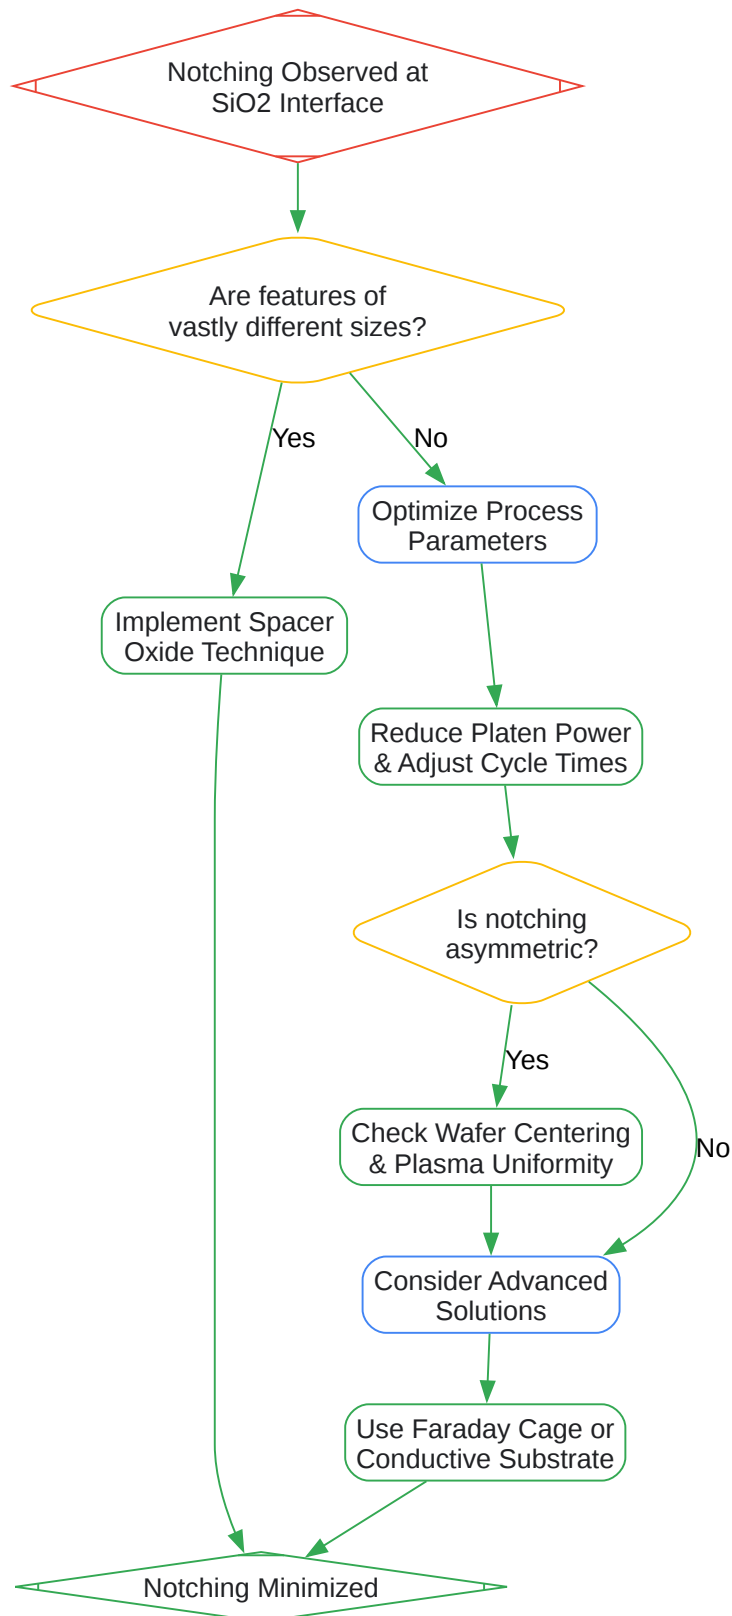 Notching Observed at
SiO2 Interface
Are features of
vastly different sizes?
Yes
No
Optimize Process
Parameters
Implement Spacer
Oxide Technique
Reduce Platen Power
& Adjust Cycle Times
Is notching
asymmetric?
Yes
Check Wafer Centering
& Plasma Uniformity
No
Consider Advanced
Solutions
Use Faraday Cage or
Conductive Substrate
Notching Minimized